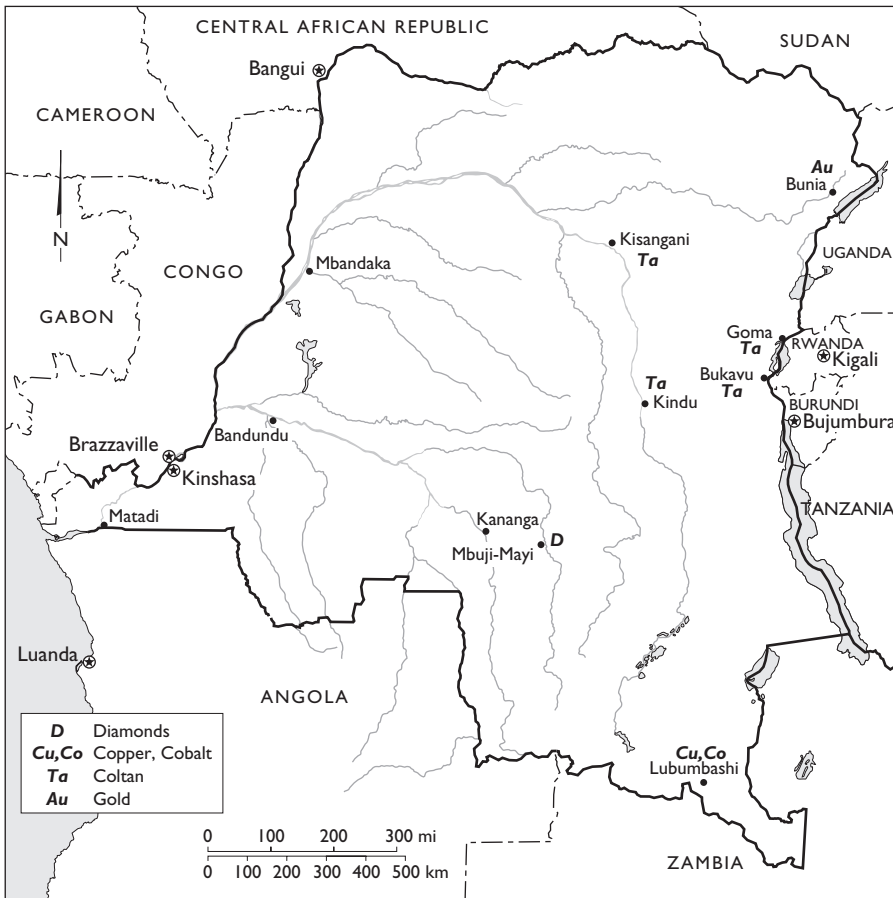 CENTRAL AFRICAN REPUBLIC
SUDAN
Bangui
CAMEROON
Au
Bunia
N
Kisangani
Ta
UGANDA
CONGO
Mbandaka
GABON
Goma
Ta
RWANDA
Kigali
Bukavu
Ta
Ta
Kindu
BURUNDI
Bujumbura
Bandundu
Brazzaville
Kinshasa
TANZANIA
Matadi
Kananga
Mbuji-Mayi
D
Luanda
ANGOLA
D Diamonds
Cu,Co Copper, Cobalt
Ta Coltan
Au Gold
Cu,Co
Lubumbashi
0 100 200 300 mi
0 100 200 300 400 500 km
ZAMBIA